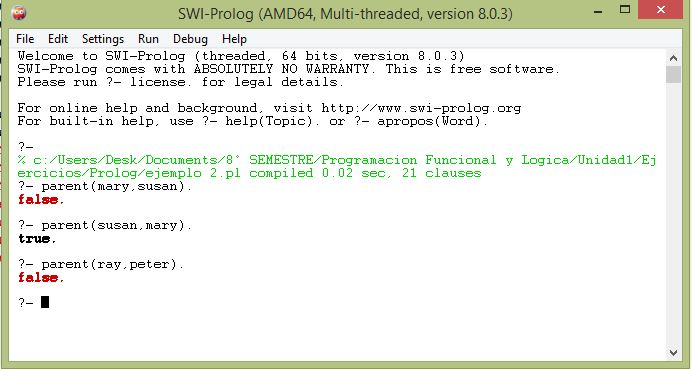 SWI-Prolog (AMD64, Multi-threaded, version 8.0.3)
File Edit Settings Run Debug Help
Welcome to SWI-Prolog (threaded, 64 bits, version 8.0.3)
SWI-Prolog comes with ABSOLUTELY NO WARRANTY. This is free software.
Please run ?- license. for legal details.
For online help and background, visit http://www.swi-prolog.org
For built-in help, use ?- help(Topic). or ?- apropos(Word).
?-
% c:/Users/Desk/Documents/8° SEMESTRE/Programacion Funcional y Logica/Unidad1/Ej
ercicios/Prolog/ejemplo 2.pl compiled 0.02 sec, 21 clauses
?- parent(mary,susan).
false.
?- parent(susan,mary).
true.
?- parent(ray,peter).
false.
?-